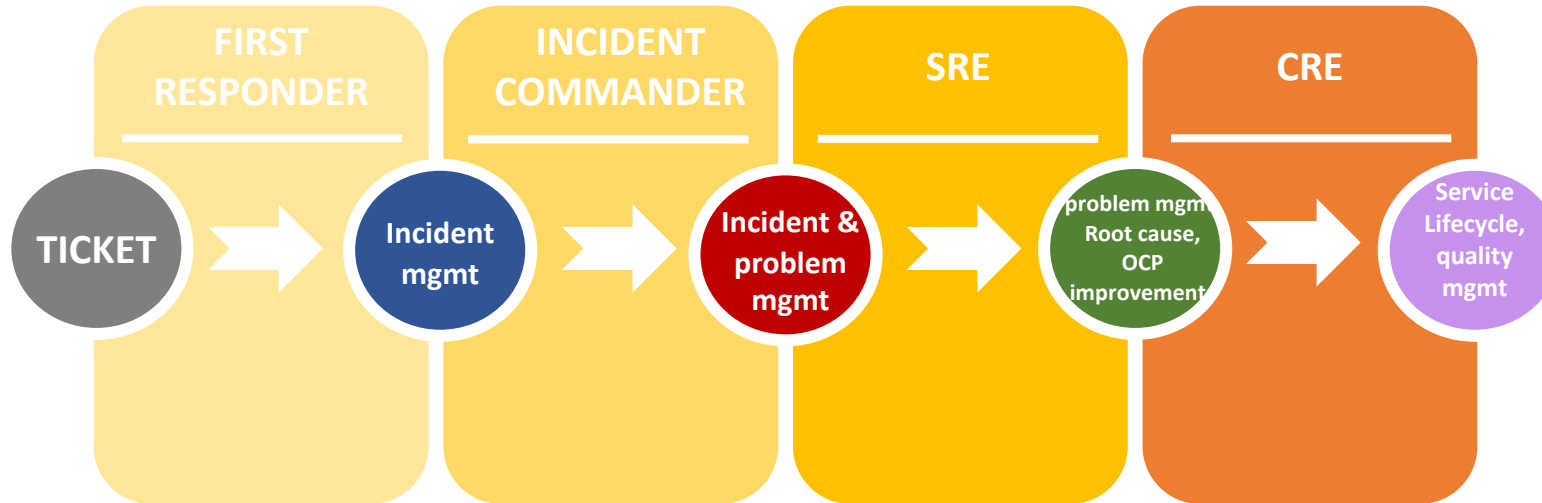 FIRST
RESPONDER
INCIDENT
COMMANDER
SRE
CRE
TICKET
Incident
mgmt
Incident &
problem
mgmt
problem mgmt,
Root cause,
OCP
improvement
Service
Lifecycle,
quality
mgmt